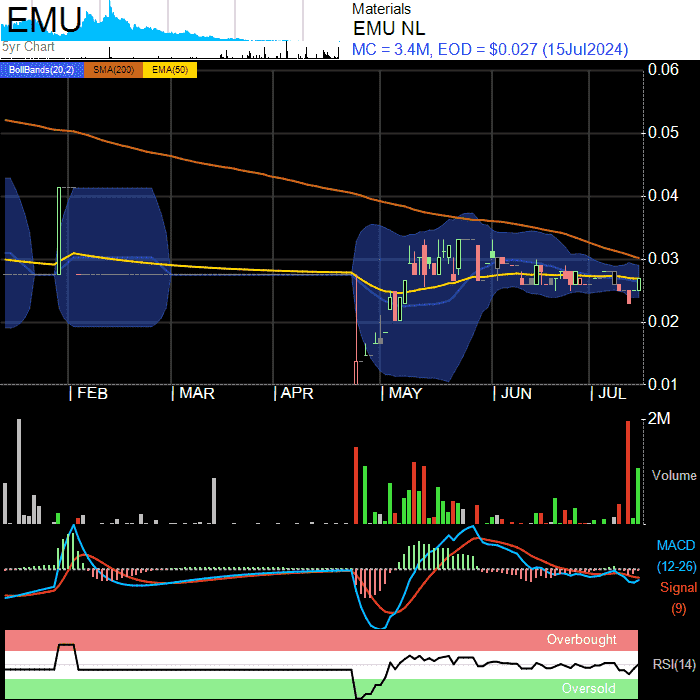 EMU
5yr Chart
Materials
EMU NL
MC = 3.4M, EOD = $0.027 (15Jul2024)
BollBands(20,2) SMA(200) EMA(50)
0.06
0.05
0.04
0.03
0.02
0.01
FEB MAR APR MAY JUN JUL
2M
Volume
MACD
(12-26)
Signal
(9)
Overbought
RSI(14)
Oversold